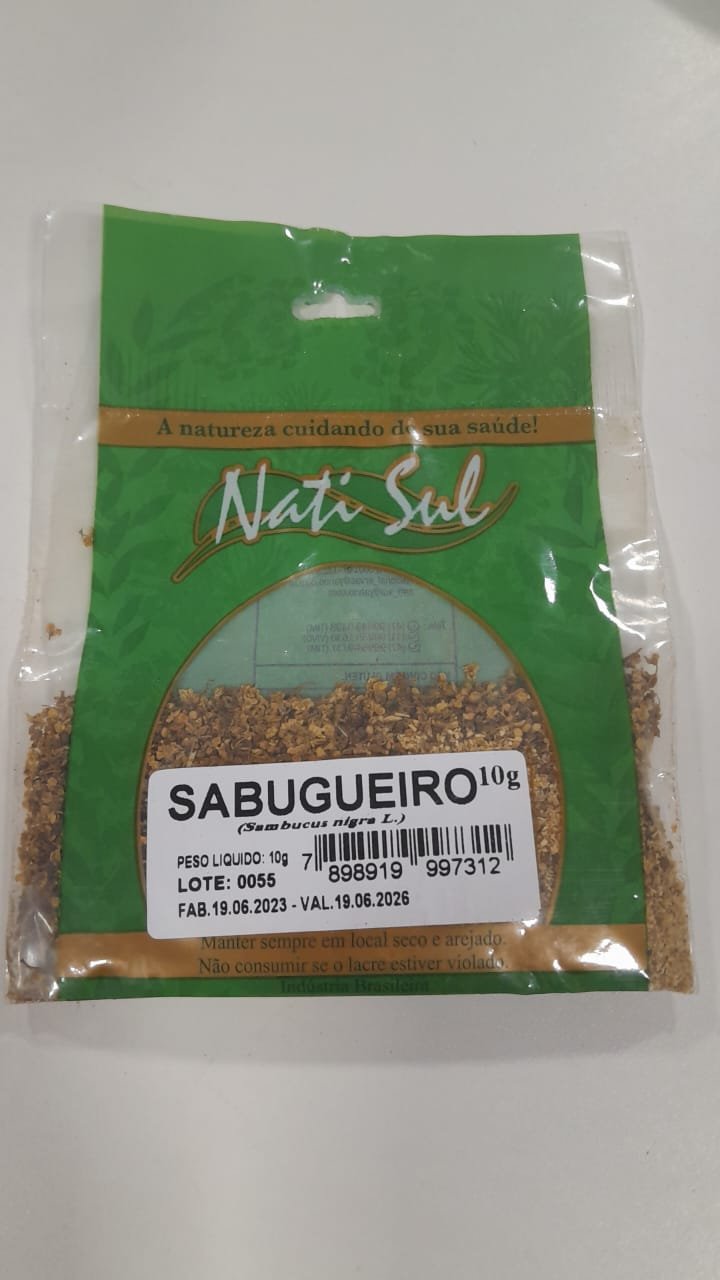 A natureza cuidando de sua saúde!
Nati Sul
SABUGUEIRO 10g
(Sambucus nigra L.)
PESO LIQUIDO: 10g
LOTE: 0055
7 898919 997312
FAB.19.06.2023 - VAL.19.06.2026
Manter sempre em local seco e arejado.
Não consumir se o lacre estiver violado.
Indústria Brasileira